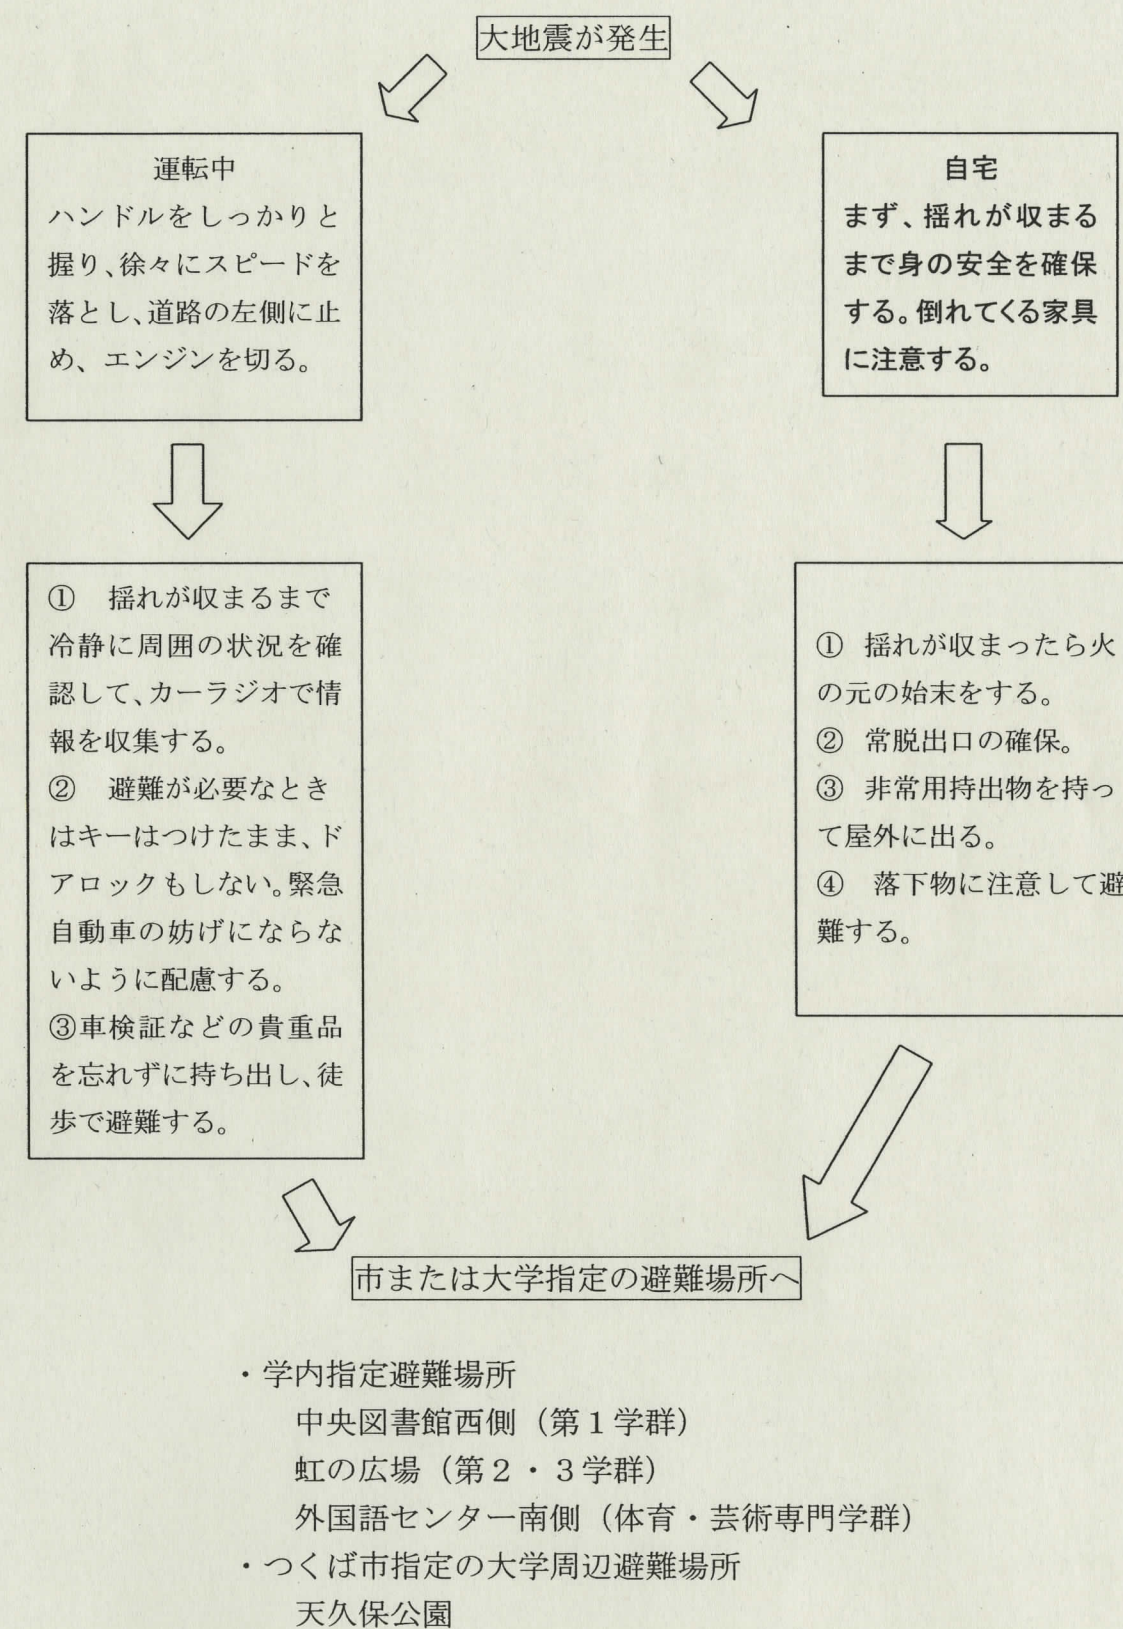 大地震が発生
運転中
ハンドルをしっかりと
握り、徐々にスピードを
落とし、道路の左側に止
め、エンジンを切る。
自宅
まず、揺れが収まる
まで身の安全を確保
する。倒れてくる家具
に注意する。
① 揺れが収まるまで
冷静に周囲の状況を確
認して、カーラジオで情
報を収集する。
② 避難が必要なとき
はキーはつけたまま、ド
アロックもしない。緊急
自動車の妨げにならな
いように配慮する。
③車検証などの貴重品
を忘れずに持ち出し、徒
歩で避難する。
① 揺れが収まったら火
の元の始末をする。
② 常脱出口の確保。
③ 非常用持出物を持っ
て屋外に出る。
④ 落下物に注意して避
難する。
市または大学指定の避難場所へ
・学内指定避難場所
中央図書館西側（第１学群）
虹の広場（第２・３学群）
外国語センター南側（体育・芸術専門学群）
・つくば市指定の大学周辺避難場所
天久保公園